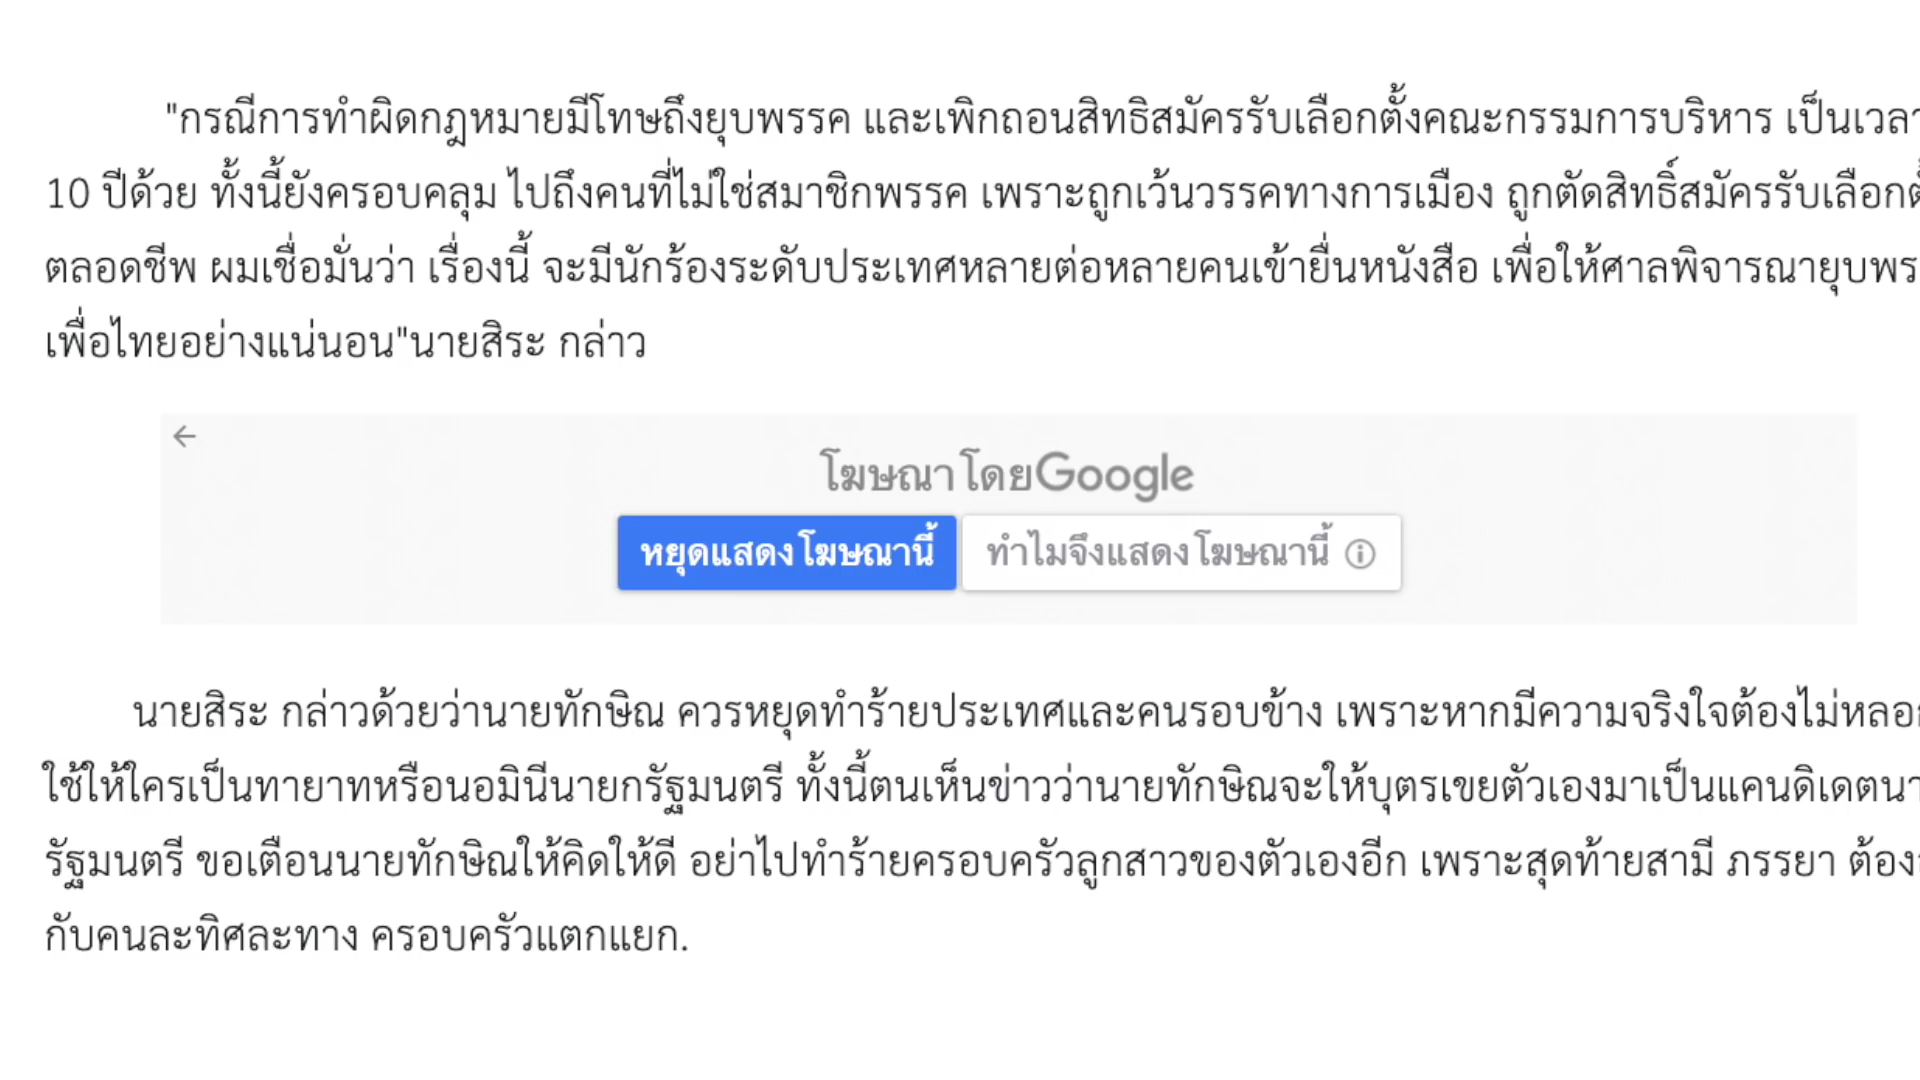 "กรณีการทำผิดกฎหมายมีโทษถึงยุบพรรค และเพิกถอนสิทธิสมัครรับเลือกตั้งคณะกรรมการบริหาร เป็นเวลา
10 ปีด้วย ทั้งนี้ยังครอบคลุม ไปถึงคนที่ไม่ใช่สมาชิกพรรค เพราะถูกเว้นวรรคทางการเมือง ถูกตัดสิทธิ์สมัครรับเลือกตั้
ตลอดชีพ ผมเชื่อมั่นว่า เรื่องนี้ จะมีนักร้องระดับประเทศหลายต่อหลายคนเข้ายื่นหนังสือ เพื่อให้ศาลพิจารณายุบพร
เพื่อไทยอย่างแน่นอน"นายสิระ กล่าว
โฆษณาโดยGoogle
หยุดแสดงโฆษณานี้ ทำไมจึงแสดงโฆษณานี้
นายสิระ กล่าวด้วยว่านายทักษิณ ควรหยุดทำร้ายประเทศและคนรอบข้าง เพราะหากมีความจริงใจต้องไม่หลอก
ใช้ให้ใครเป็นทายาทหรือนอมินีนายกรัฐมนตรี ทั้งนี้ตนเห็นข่าวว่านายทักษิณจะให้บุตรเขยตัวเองมาเป็นแคนดิเดตนา
รัฐมนตรี ขอเตือนนายทักษิณให้คิดให้ดี อย่าไปทำร้ายครอบครัวลูกสาวของตัวเองอีก เพราะสุดท้ายสามี ภรรยา ต้อง
กับคนละทิศละทาง ครอบครัวแตกแยก.